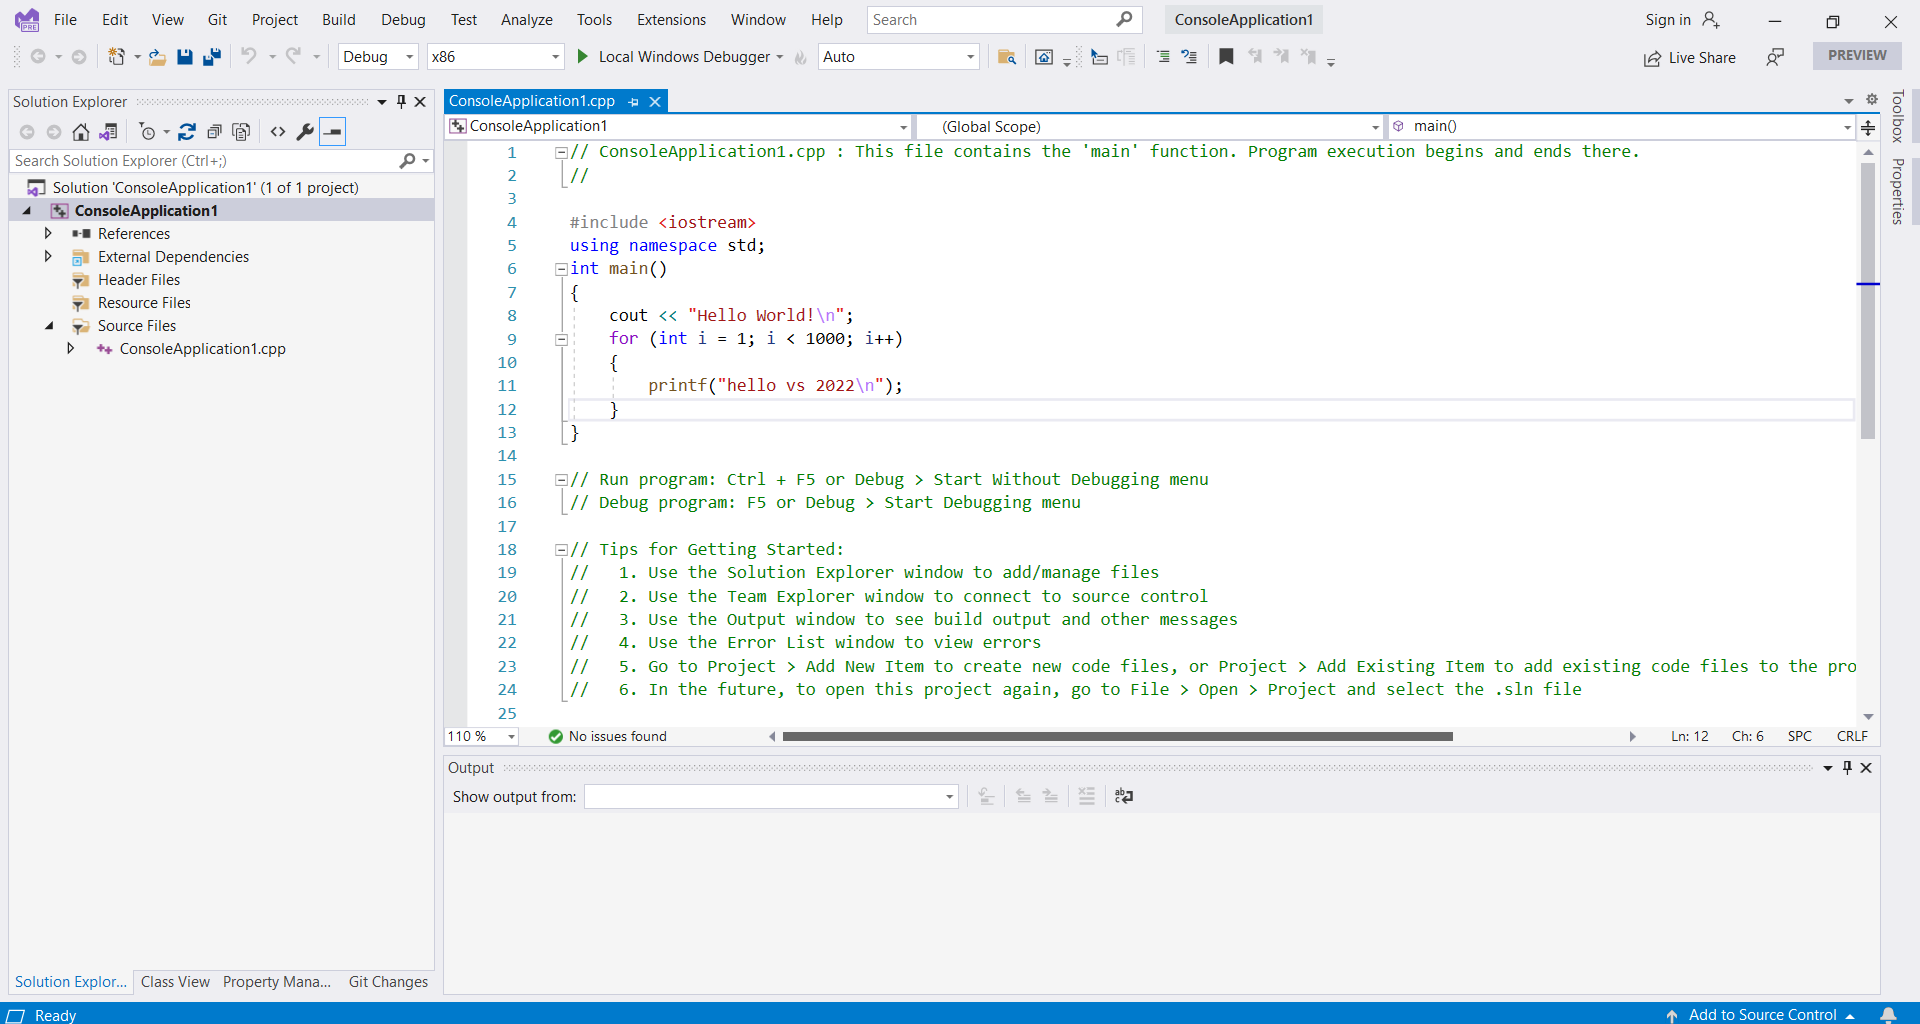 File Edit View Git Project Build Debug Test Analyze Tools Extensions Window Help Search ConsoleApplication1 Sign in
Debug x86 Local Windows Debugger Auto Live Share PREVIEW
Solution Explorer
Search Solution Explorer (Ctrl+;)
Solution 'ConsoleApplication1' (1 of 1 project)
ConsoleApplication1
References
External Dependencies
Header Files
Resource Files
Source Files
ConsoleApplication1.cpp
Solution Explor... Class View Property Mana... Git Changes
ConsoleApplication1.cpp
ConsoleApplication1 (Global Scope) main()
1 // ConsoleApplication1.cpp : This file contains the 'main' function. Program execution begins and ends there.
2 //
3
4 #include <iostream>
5 using namespace std;
6 int main()
7 {
8 cout << "Hello World!\n";
9 for (int i = 1; i < 1000; i++)
10 {
11 printf("hello vs 2022\n");
12 }
13 }
14
15 // Run program: Ctrl + F5 or Debug > Start Without Debugging menu
16 // Debug program: F5 or Debug > Start Debugging menu
17
18 // Tips for Getting Started:
19 //   1. Use the Solution Explorer window to add/manage files
20 //   2. Use the Team Explorer window to connect to source control
21 //   3. Use the Output window to see build output and other messages
22 //   4. Use the Error List window to view errors
23 //   5. Go to Project > Add New Item to create new code files, or Project > Add Existing Item to add existing code files to the pro
24 //   6. In the future, to open this project again, go to File > Open > Project and select the .sln file
25
110 % No issues found Ln: 12 Ch: 6 SPC CRLF
Output
Show output from:
Toolbox
Properties
Ready Add to Source Control